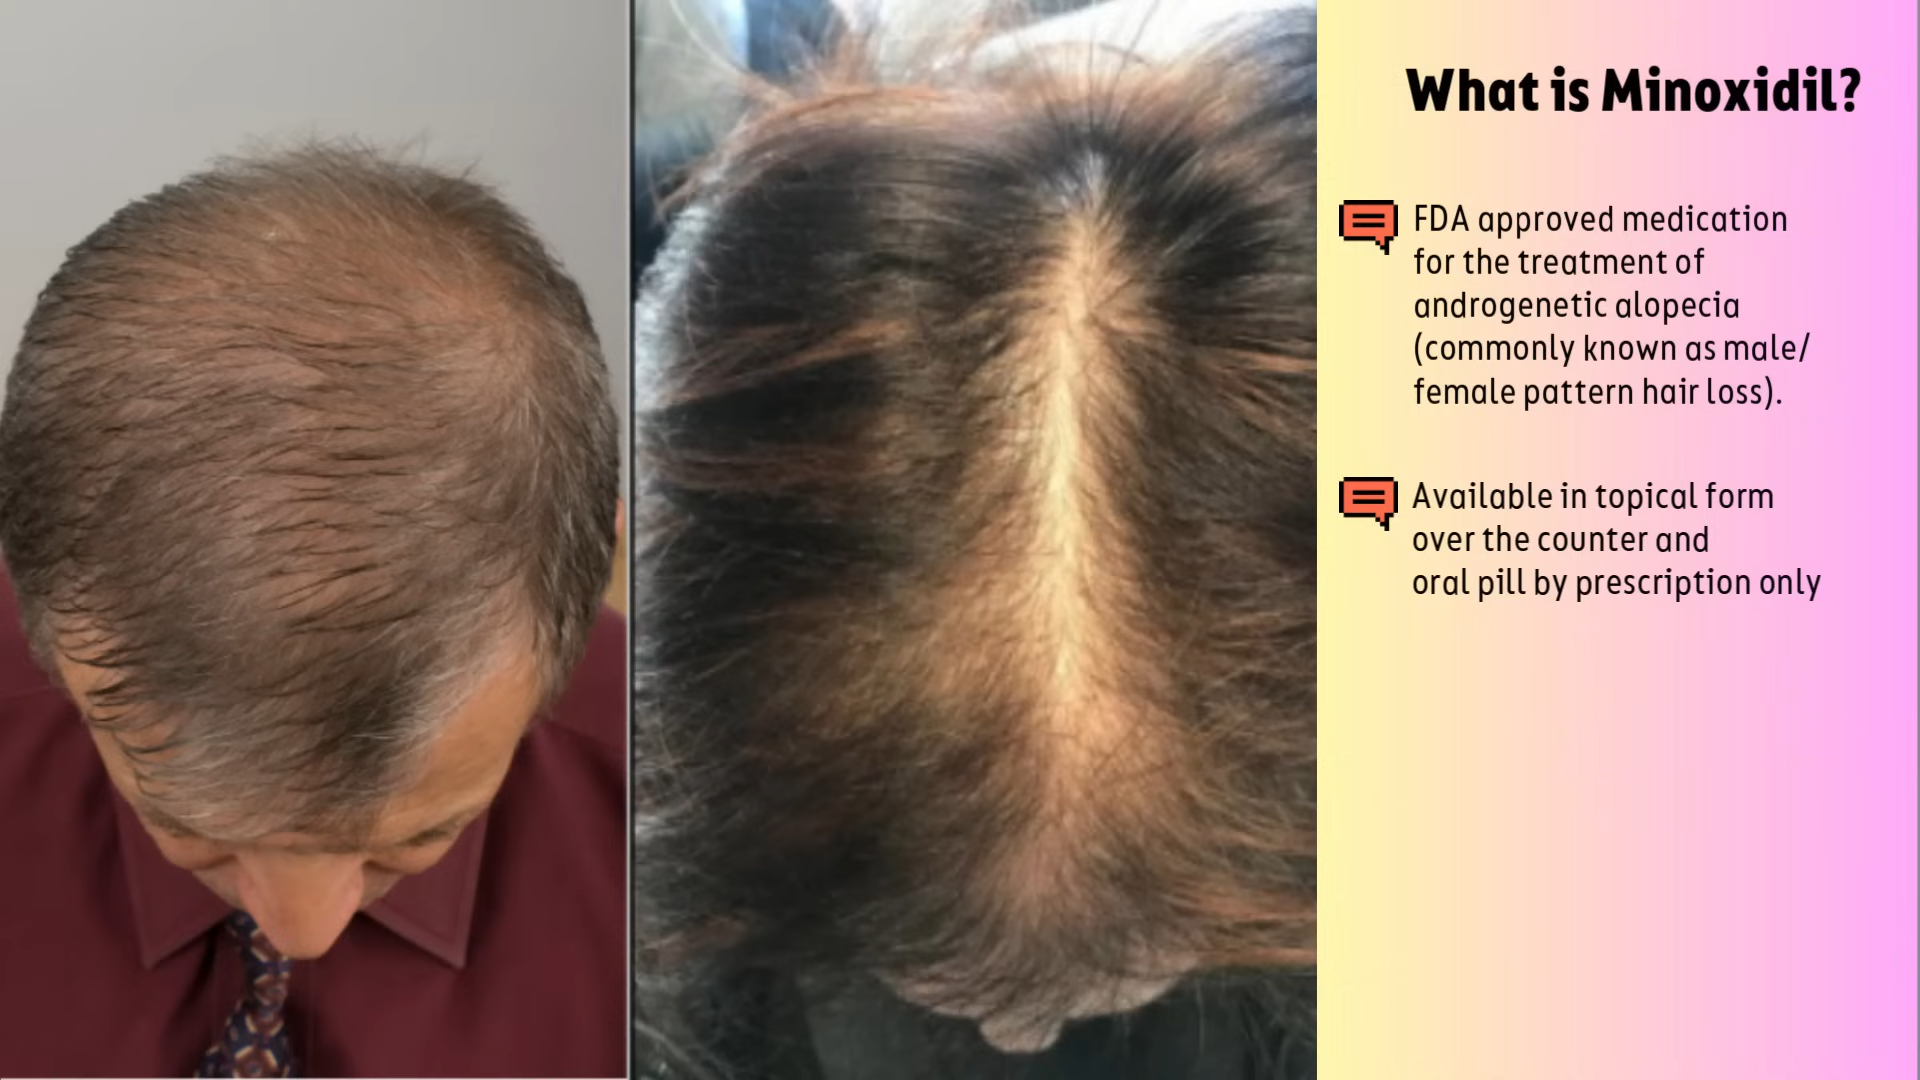 What is Minoxidil?
FDA approved medication
for the treatment of
androgenetic alopecia
(commonly known as male/
female pattern hair loss).
Available in topical form
over the counter and
oral pill by prescription only